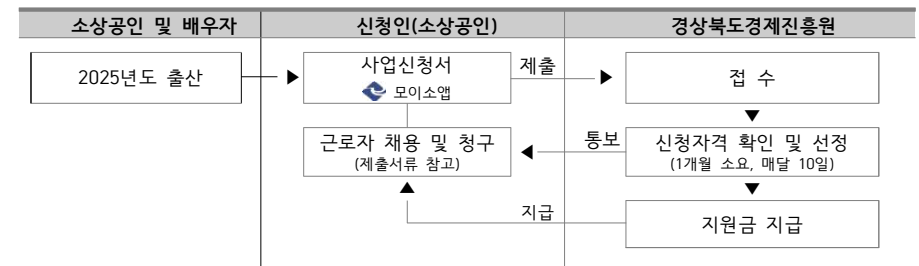 소상공인 및 배우자
신청인(소상공인)
경상북도경제진흥원
2025년도 출산
사업신청서
모이소앱
제출
접 수
근로자 채용 및 청구
(제출서류 참고)
통보
신청자격 확인 및 선정
(1개월 소요, 매달 10일)
지급
지원금 지급